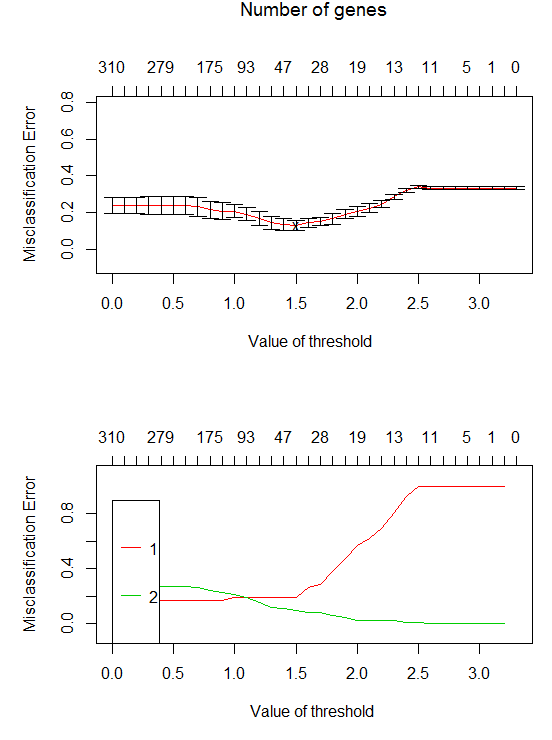 Number of genes
310 279 175 93 47 28 19 13 11 5 1 0
Misclassification Error
0.8
0.4
0.2
0.0
0.0 0.5 1.0 1.5 2.0 2.5 3.0
Value of threshold
310 279 175 93 47 28 19 13 11 5 1 0
Misclassification Error
0.8
0.4
0.0
1
2
0.0 0.5 1.0 1.5 2.0 2.5 3.0
Value of threshold